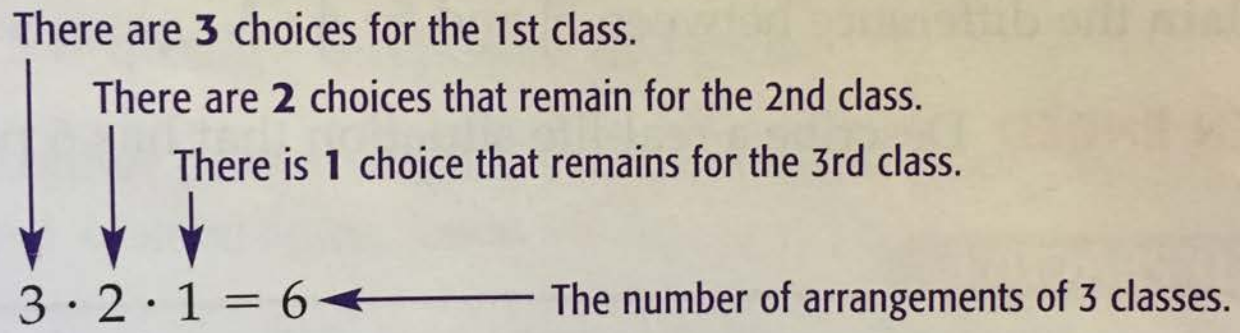 There are 3 choices for the 1st class.
There are 2 choices that remain for the 2nd class.
There is 1 choice that remains for the 3rd class.
3 · 2 · 1 = 6 The number of arrangements of 3 classes.